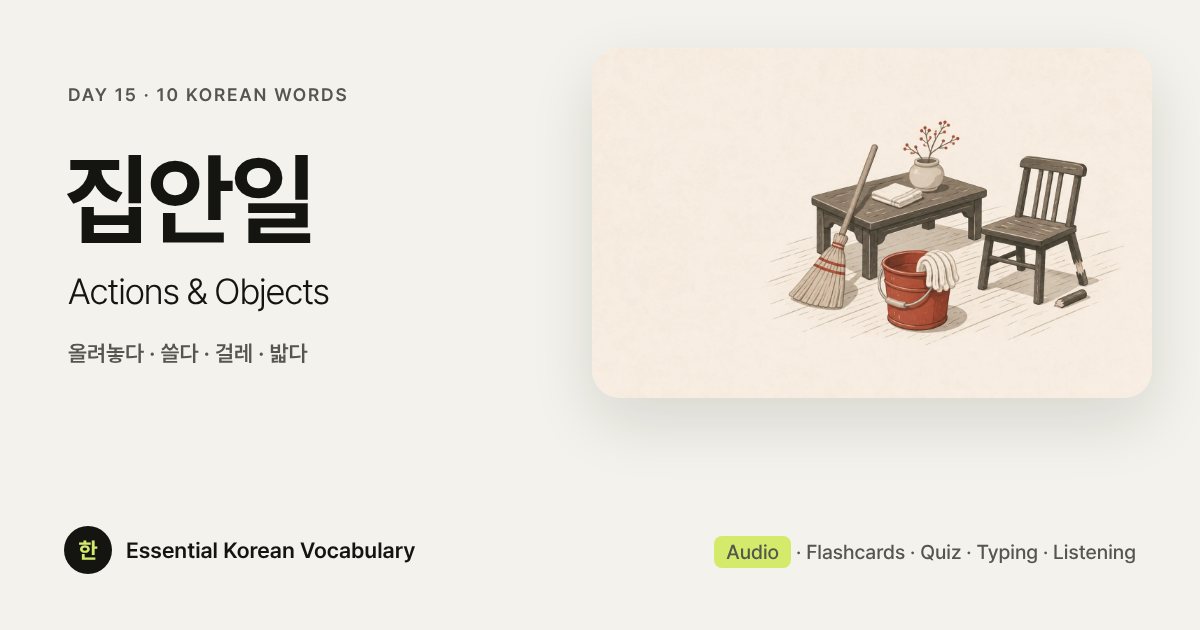 DAY 15 · 10 KOREAN WORDS
집안일
Actions & Objects
올려놓다 · 쓸다 · 걸레 · 밟다
한 Essential Korean Vocabulary
Audio · Flashcards · Quiz · Typing · Listening